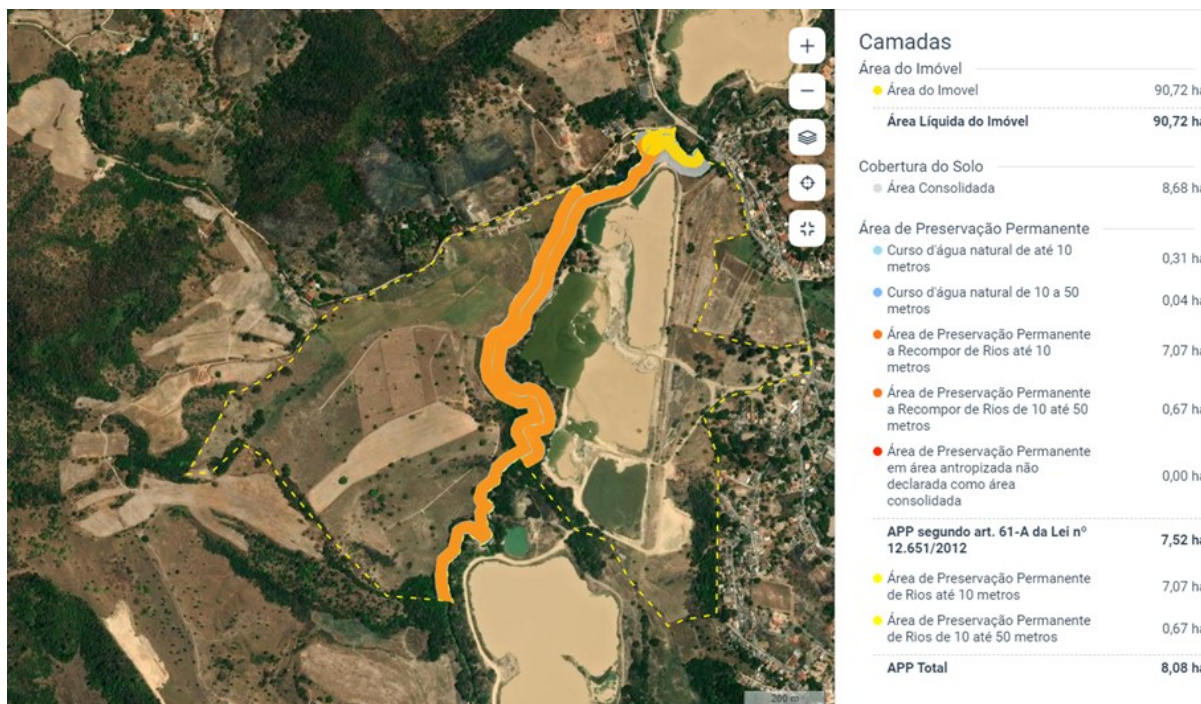 Camadas
Área do Imóvel
Área do Imovel 90,72 ha
Área Líquida do Imóvel 90,72 ha
Cobertura do Solo
Área Consolidada 8,68 ha
Área de Preservação Permanente
Curso d'água natural de até 10
metros 0,31 ha
Curso d'água natural de 10 a 50
metros 0,04 ha
Área de Preservação Permanente
a Recompor de Rios até 10
metros 7,07 ha
Área de Preservação Permanente
a Recompor de Rios de 10 até 50
metros 0,67 ha
Área de Preservação Permanente
em área antropizada não
declarada como área
consolidada 0,00 ha
APP segundo art. 61-A da Lei nº
12.651/2012 7,52 ha
Área de Preservação Permanente
de Rios até 10 metros 7,07 ha
Área de Preservação Permanente
de Rios de 10 até 50 metros 0,67 ha
APP Total 8,08 ha
200 m